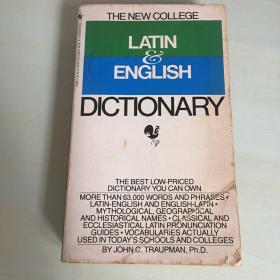 THE NEW COLLEGE
LATIN
&
ENGLISH
DICTIONARY
THE BEST LOW-PRICED
DICTIONARY YOU CAN OWN
MORE THAN 63,000 WORDS AND PHRASES •
LATIN-ENGLISH AND ENGLISH-LATIN •
MYTHOLOGICAL, GEOGRAPHICAL
AND HISTORICAL NAMES • CLASSICAL AND
ECCLESIASTICAL LATIN PRONUNCIATION
GUIDES • VOCABULARIES ACTUALLY
USED IN TODAY'S SCHOOLS AND COLLEGES
BY JOHN C. TRAUPMAN, Ph.D.